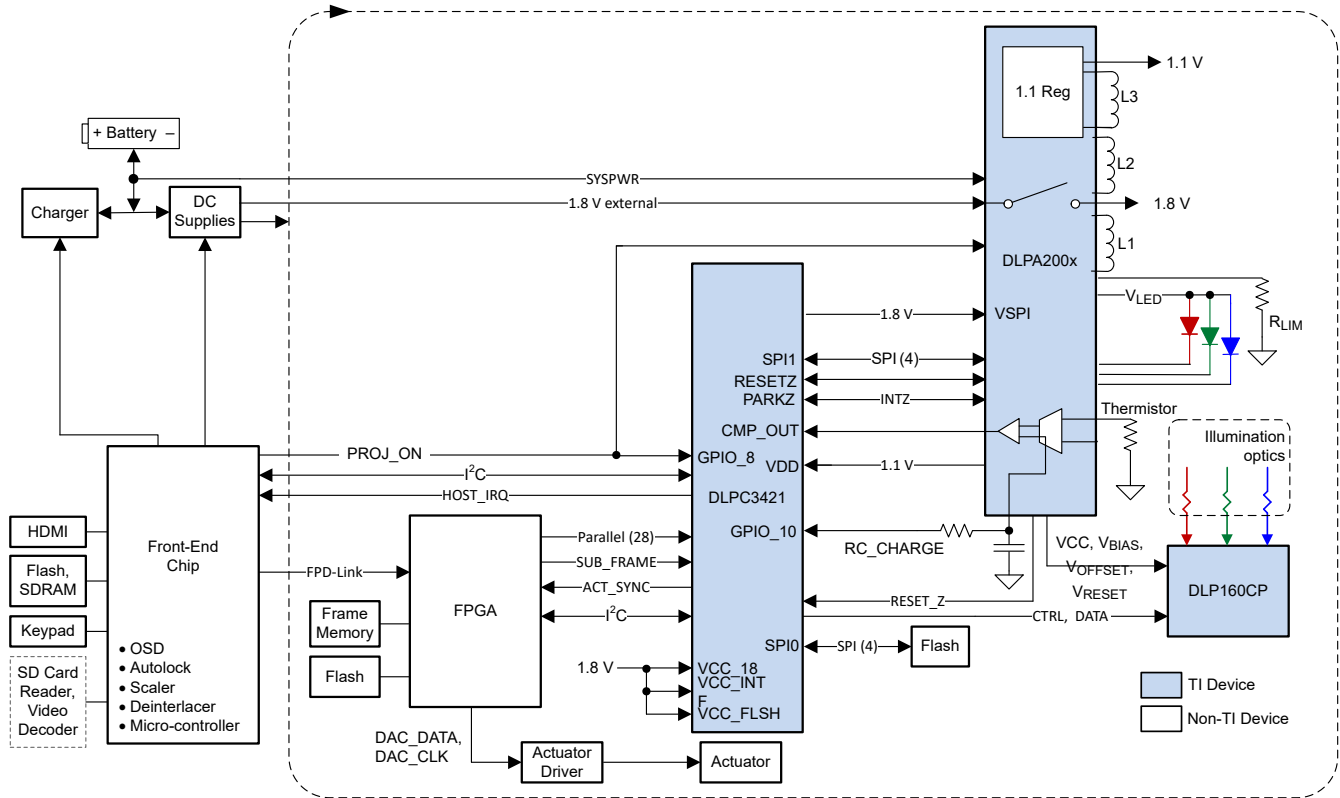 1.1 V
1.1 Reg
L3
+ Battery –
L2
SYSPWR
Charger
DC
Supplies
1.8 V external
1.8 V
L1
DLPA200x
VLED
RLIM
1.8 V
VSPI
SPI1
SPI (4)
RESETZ
PARKZ
INTZ
Thermistor
CMP_OUT
Illumination
optics
PROJ_ON
GPIO_8
VDD
1.1 V
I2C
HOST_IRQ
DLPC3421
HDMI
Flash,
SDRAM
Keypad
SD Card
Reader,
Video
Decoder
Front-End
Chip
• OSD
• Autolock
• Scaler
• Deinterlacer
• Micro-controller
FPD-Link
Frame
Memory
Flash
FPGA
Parallel (28)
SUB_FRAME
ACT_SYNC
I2C
GPIO_10
RC_CHARGE
VCC, VBIAS,
VOFFSET,
VRESET
DLP160CP
RESET_Z
CTRL, DATA
SPI0
SPI (4)
Flash
1.8 V
VCC_18
VCC_INT
F
VCC_FLSH
DAC_DATA,
DAC_CLK
Actuator
Driver
Actuator
TI Device
Non-TI Device